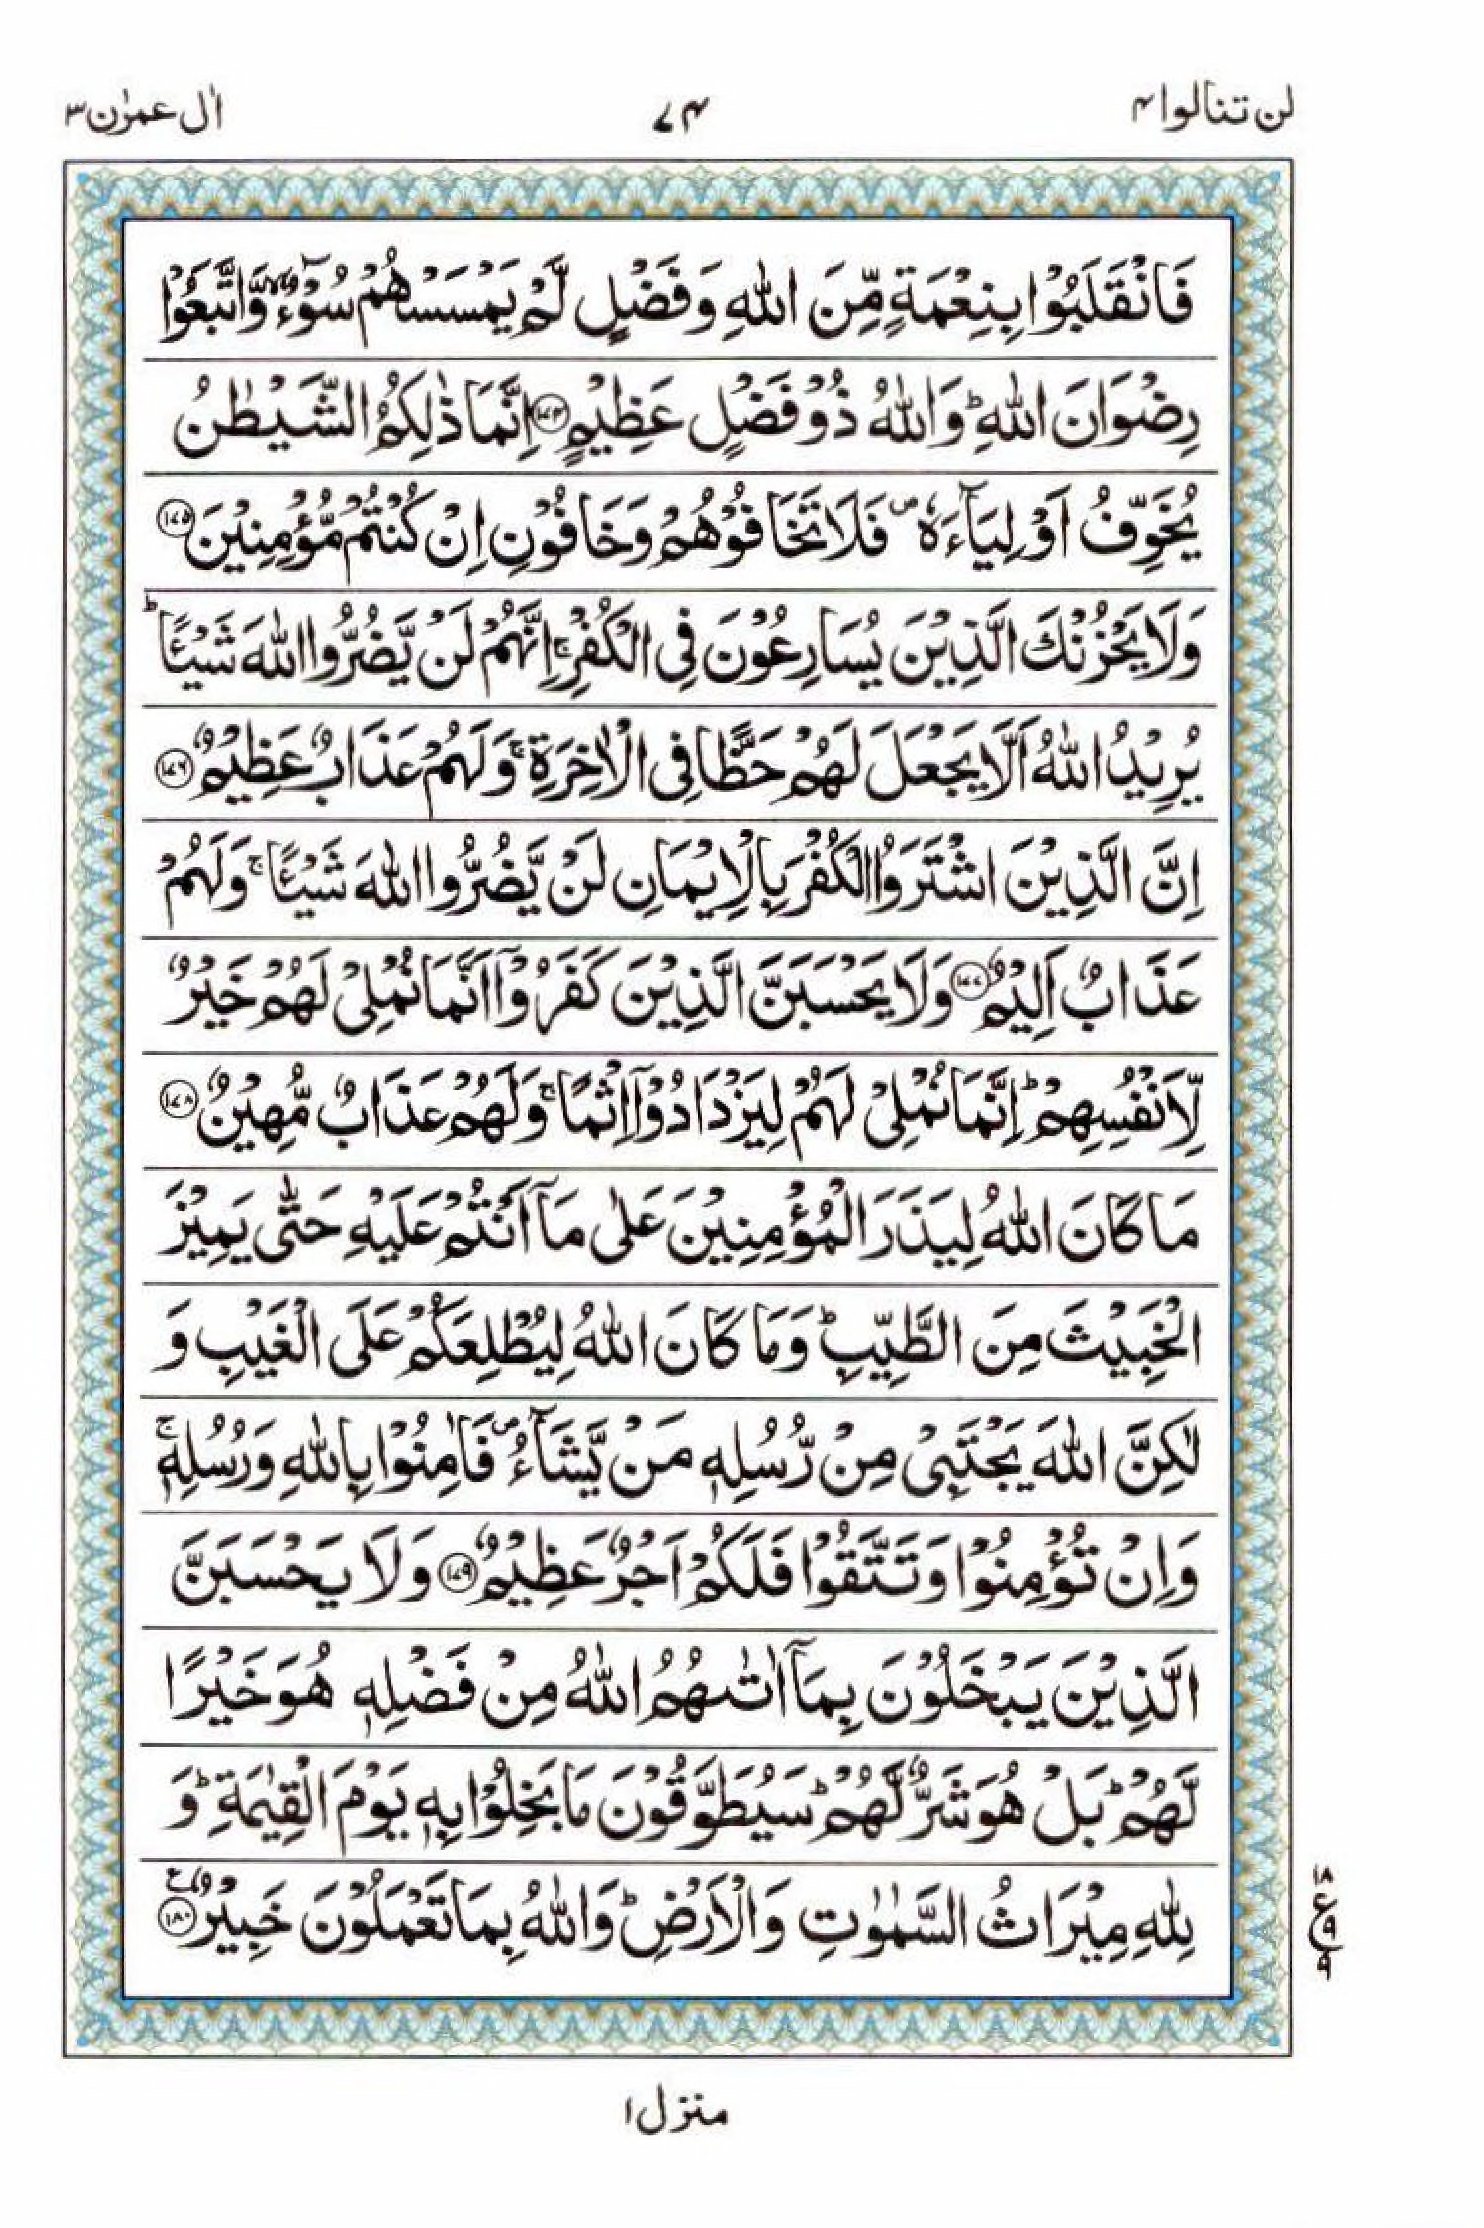 لن تنالوا ۴
۷۴
اٰل عمرٰن ۳
فَانْقَلَبُوْا بِنِعْمَةٍ مِّنَ اللّٰهِ وَفَضْلٍ لَّمْ يَمْسَسْهُمْ سُوْٓءٌ ۙ وَّاتَّبَعُوْا
رِضْوَانَ اللّٰهِ ؕ وَاللّٰهُ ذُوْ فَضْلٍ عَظِيْمٍ ﴿۱۷۴﴾ اِنَّمَا ذٰلِكُمُ الشَّيْطٰنُ
يُخَوِّفُ اَوْلِيَآءَهٗ ۪ فَلَا تَخَافُوْهُمْ وَخَافُوْنِ اِنْ كُنْتُمْ مُّؤْمِنِيْنَ ﴿۱۷۵﴾
وَلَا يَحْزُنْكَ الَّذِيْنَ يُسَارِعُوْنَ فِى الْكُفْرِ ۚ اِنَّهُمْ لَنْ يَّضُرُّوا اللّٰهَ شَيْـًٔا ؕ
يُرِيْدُ اللّٰهُ اَلَّا يَجْعَلَ لَهُمْ حَظًّا فِى الْاٰخِرَةِ ۚ وَلَهُمْ عَذَابٌ عَظِيْمٌ ﴿۱۷۶﴾
اِنَّ الَّذِيْنَ اشْتَرَوُا الْكُفْرَ بِالْاِيْمَانِ لَنْ يَّضُرُّوا اللّٰهَ شَيْـًٔا ۚ وَلَهُمْ
عَذَابٌ اَلِيْمٌ ﴿۱۷۷﴾ وَلَا يَحْسَبَنَّ الَّذِيْنَ كَفَرُوْٓا اَنَّمَا نُمْلِىْ لَهُمْ خَيْرٌ
لِّاَنْفُسِهِمْ ؕ اِنَّمَا نُمْلِىْ لَهُمْ لِيَزْدَادُوْٓا اِثْمًا ۚ وَلَهُمْ عَذَابٌ مُّهِيْنٌ ﴿۱۷۸﴾
مَا كَانَ اللّٰهُ لِيَذَرَ الْمُؤْمِنِيْنَ عَلٰى مَآ اَنْتُمْ عَلَيْهِ حَتّٰى يَمِيْزَ
الْخَبِيْثَ مِنَ الطَّيِّبِ ؕ وَمَا كَانَ اللّٰهُ لِيُطْلِعَكُمْ عَلَى الْغَيْبِ وَ
لٰكِنَّ اللّٰهَ يَجْتَبِىْ مِنْ رُّسُلِهٖ مَنْ يَّشَآءُ ۪ فَاٰمِنُوْا بِاللّٰهِ وَرُسُلِهٖ ۚ
وَاِنْ تُؤْمِنُوْا وَتَتَّقُوْا فَلَكُمْ اَجْرٌ عَظِيْمٌ ﴿۱۷۹﴾ وَلَا يَحْسَبَنَّ
الَّذِيْنَ يَبْخَلُوْنَ بِمَآ اٰتٰىهُمُ اللّٰهُ مِنْ فَضْلِهٖ هُوَ خَيْرًا
لَّهُمْ ؕ بَلْ هُوَ شَرٌّ لَّهُمْ ؕ سَيُطَوَّقُوْنَ مَا بَخِلُوْا بِهٖ يَوْمَ الْقِيٰمَةِ ؕ وَ
لِلّٰهِ مِيْرَاثُ السَّمٰوٰتِ وَالْاَرْضِ ؕ وَاللّٰهُ بِمَا تَعْمَلُوْنَ خَبِيْرٌ ﴿۱۸۰﴾
۱۸
ع ۹
۹
منزل ۱